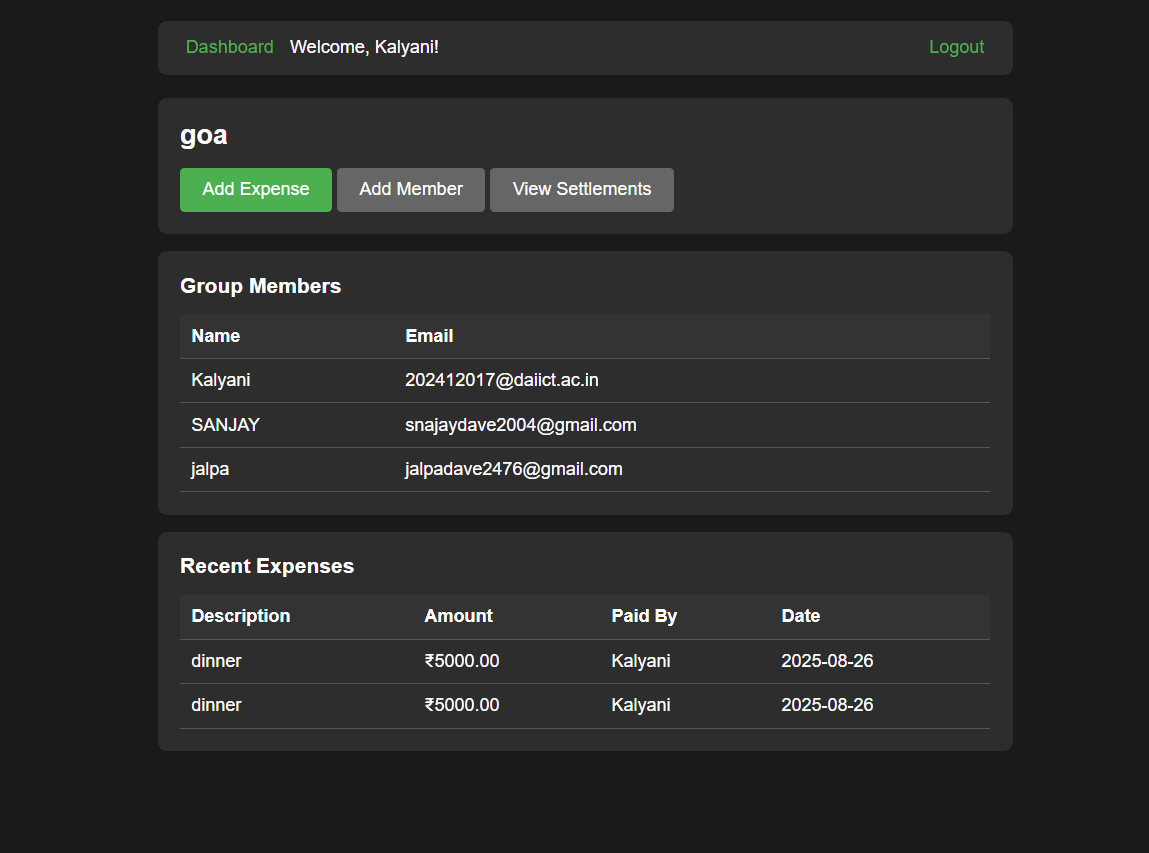 Dashboard Welcome, Kalyani! Logout
goa
Add Expense Add Member View Settlements
Group Members
Name Email
Kalyani 202412017@daiict.ac.in
SANJAY snajaydave2004@gmail.com
jalpa jalpadave2476@gmail.com
Recent Expenses
Description Amount Paid By Date
dinner ₹5000.00 Kalyani 2025-08-26
dinner ₹5000.00 Kalyani 2025-08-26